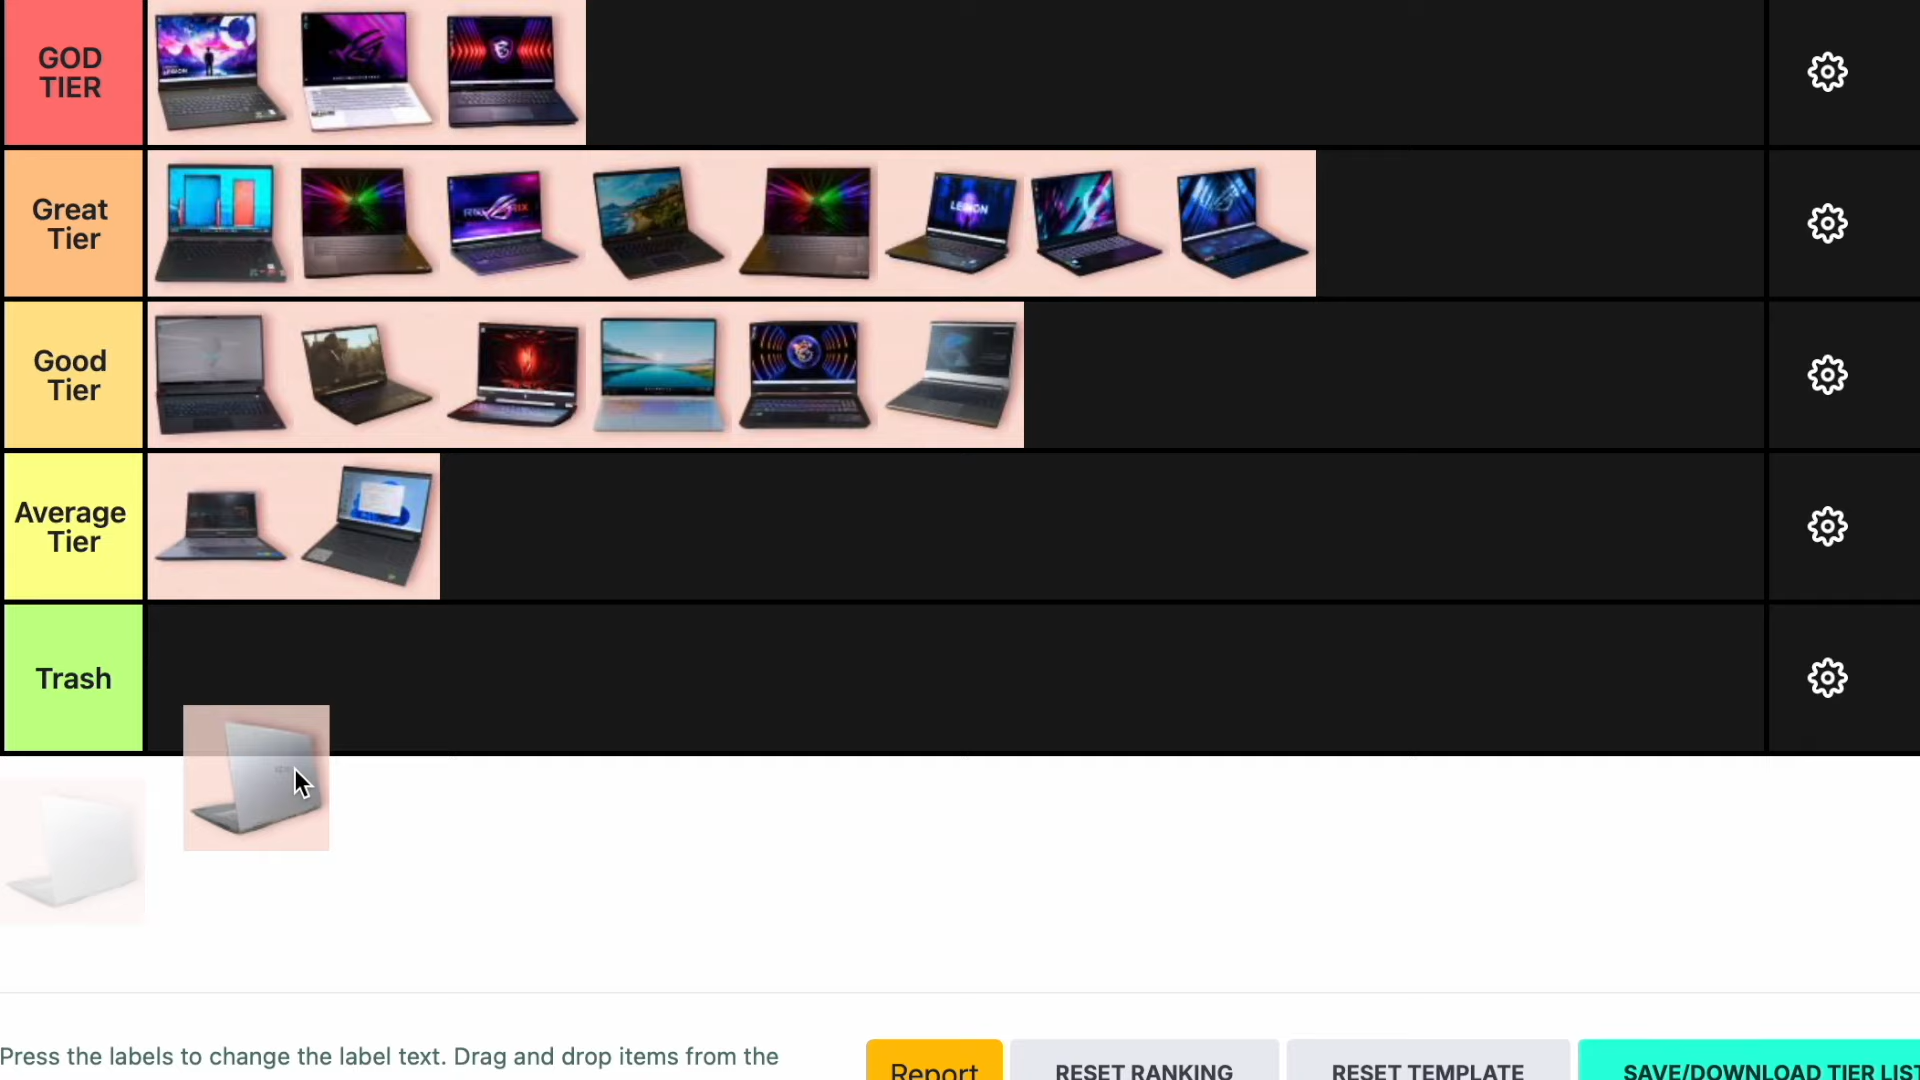 GOD
TIER
LEGION
Great
Tier
LEGION
Good
Tier
Average
Tier
Trash
Press the labels to change the label text. Drag and drop items from the
Report
RESET RANKING
RESET TEMPLATE
SAVE/DOWNLOAD TIER LIST